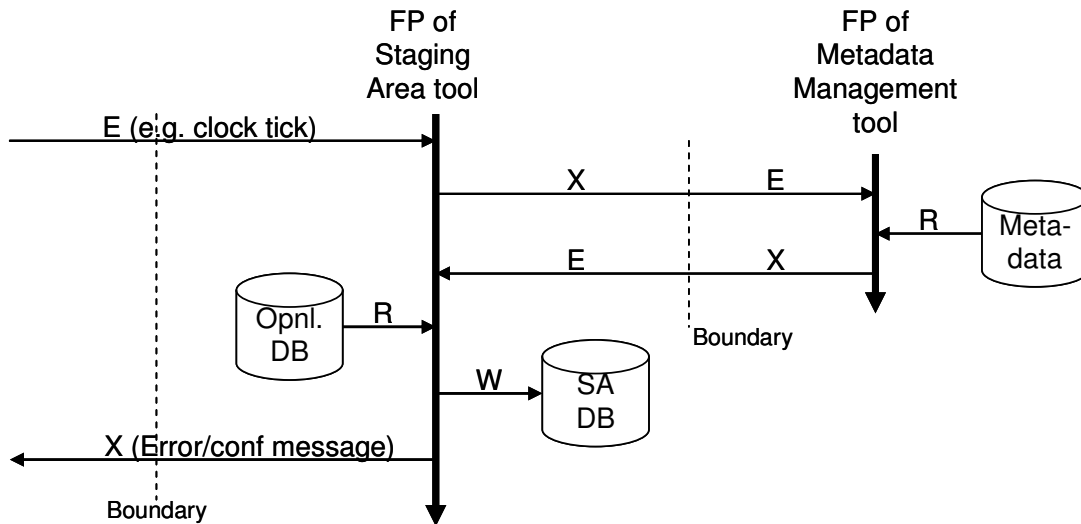 FP of
Staging
Area tool
FP of
Metadata
Management
tool
E (e.g. clock tick)
X
E
R
Meta-
data
E
X
Opnl.
DB
R
Boundary
W
SA
DB
X (Error/conf message)
Boundary